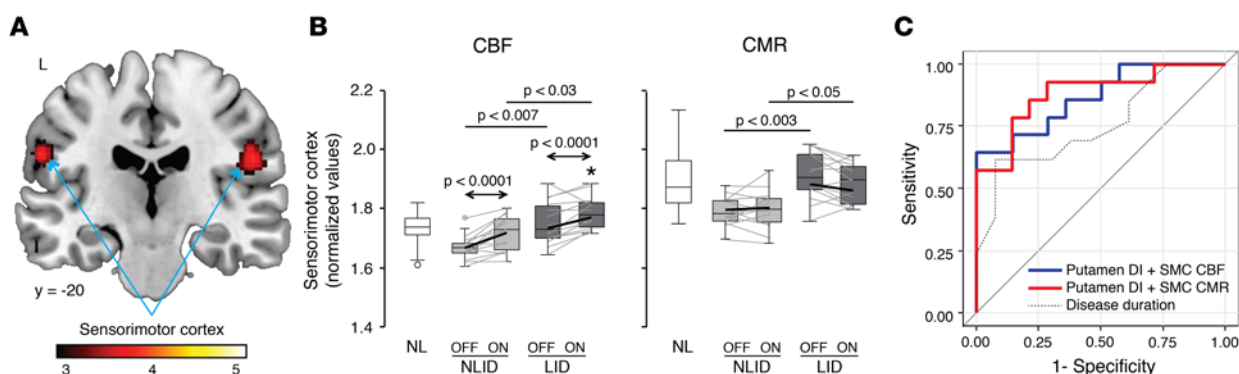 A
L
y = -20
Sensorimotor cortex
3 4 5
B
CBF
CMR
Sensorimotor cortex
(normalized values)
2.2
2.0
1.8
1.6
1.4
p < 0.03
p < 0.007
p < 0.0001
*
p < 0.0001
p < 0.05
p < 0.003
NL OFF ON OFF ON
NLID LID
NL OFF ON OFF ON
NLID LID
C
Sensitivity
1.00
0.75
0.50
0.25
0.00
Putamen DI + SMC CBF
Putamen DI + SMC CMR
Disease duration
0.00 0.25 0.50 0.75 1.00
1- Specificity